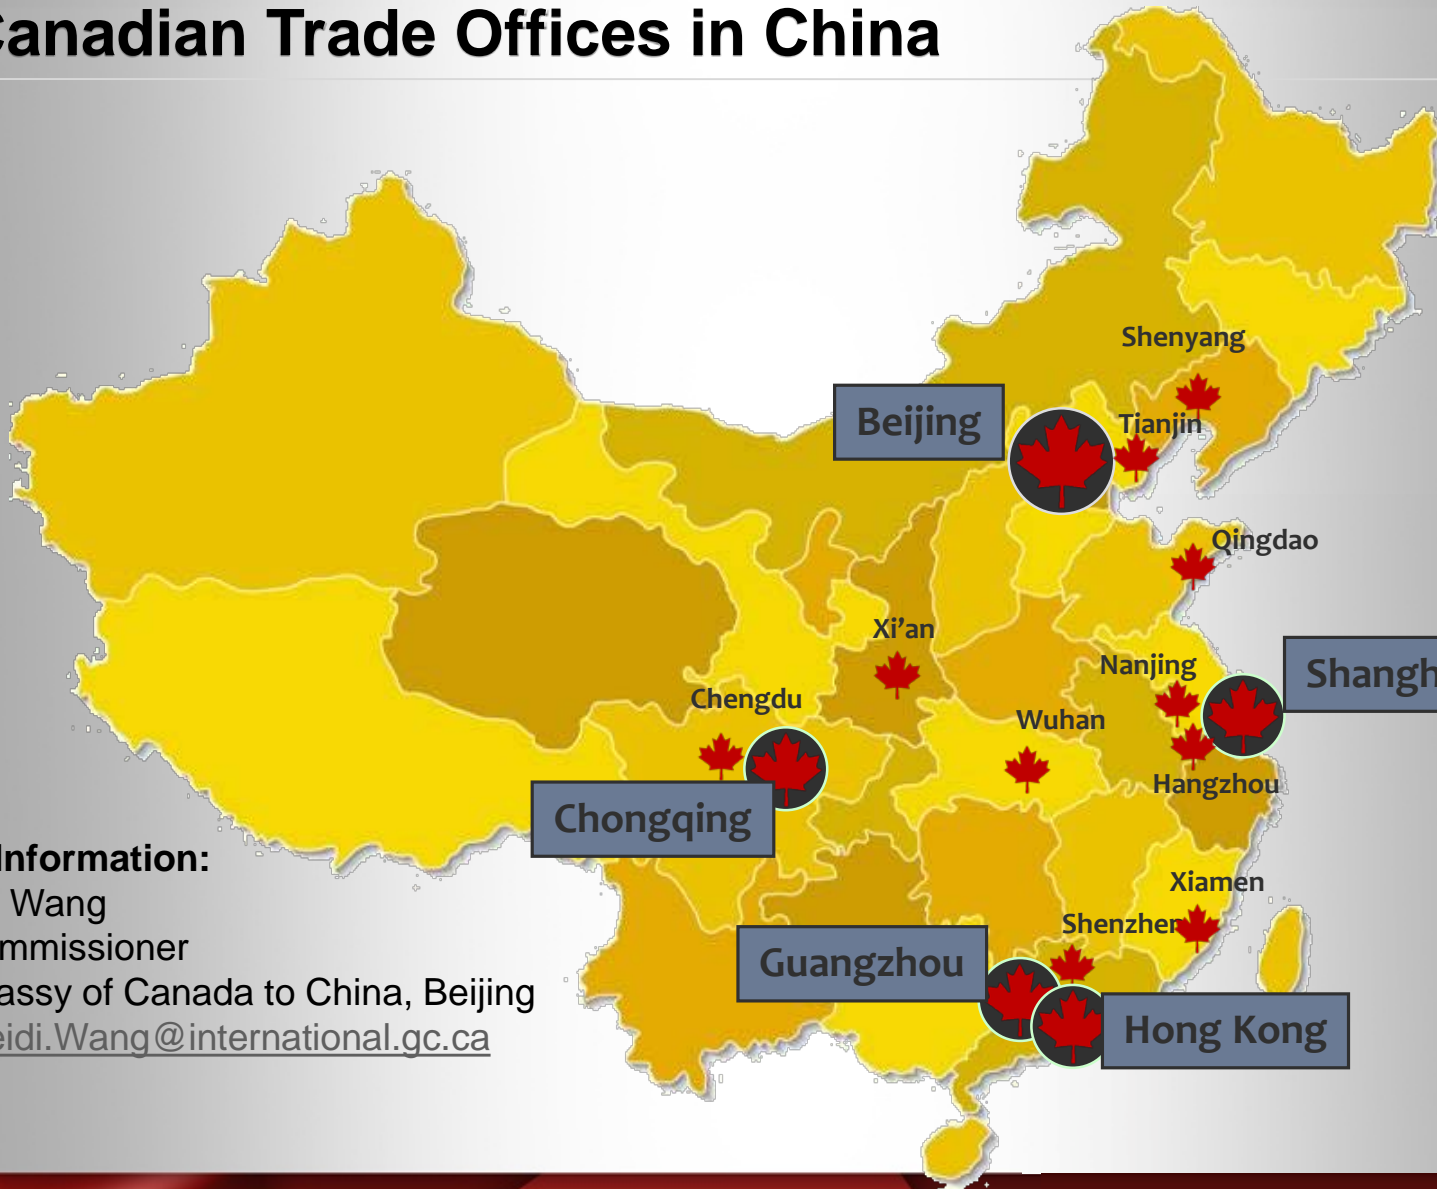 Canadian Trade Offices in China
Shenyang
Beijing
Tianjin
Qingdao
Xi’an
Nanjing
Shangh
Chengdu
Wuhan
Hangzhou
Chongqing
Information:
Wang
mmissioner
assy of Canada to China, Beijing
eidi.Wang@international.gc.ca
Xiamen
Shenzhen
Guangzhou
Hong Kong